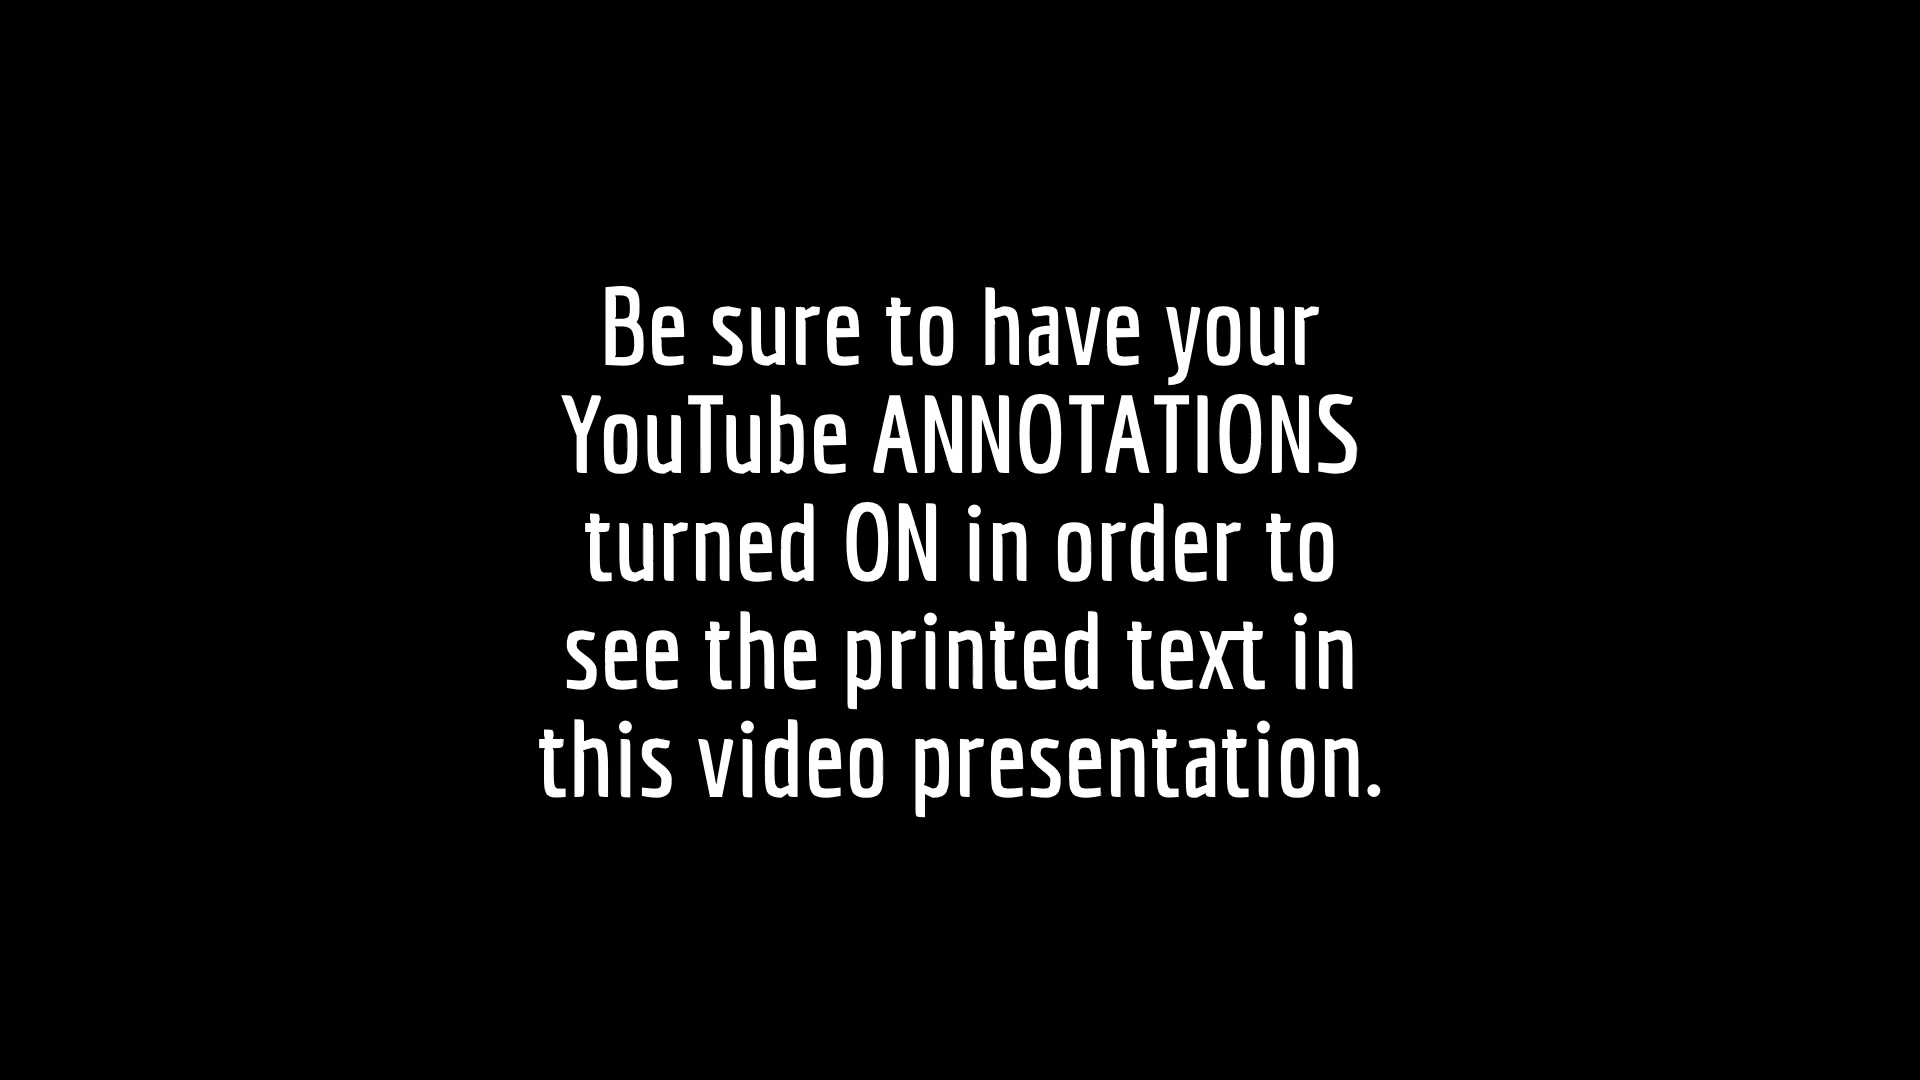 Be sure to have your
YouTube ANNOTATIONS
turned ON in order to
see the printed text in
this video presentation.